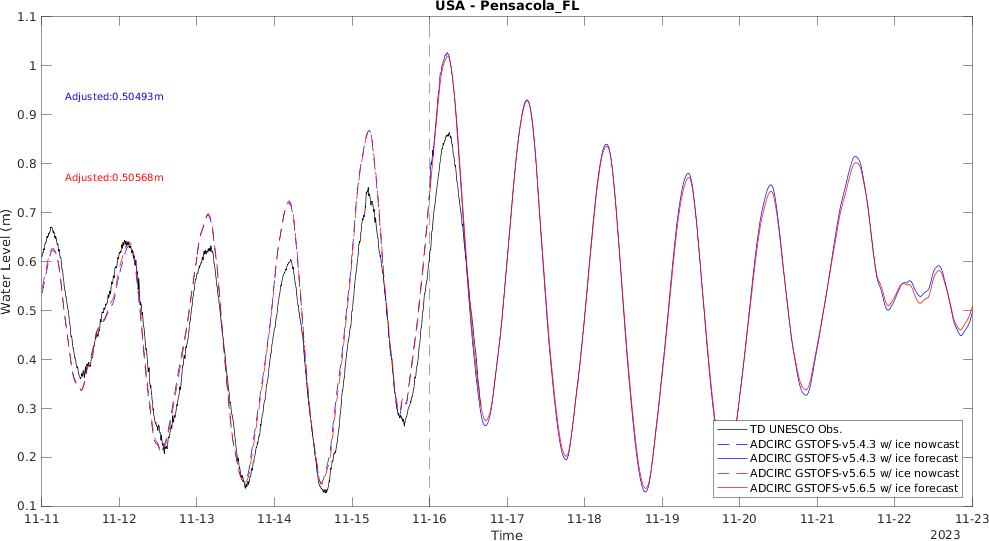 USA - Pensacola_FL
1.1
1
0.9
0.8
0.7
0.6
0.5
0.4
0.3
0.2
0.1
Water Level (m)
Adjusted:0.50493m
Adjusted:0.50568m
TD UNESCO Obs.
ADCIRC GSTOFS-v5.4.3 w/ ice nowcast
ADCIRC GSTOFS-v5.4.3 w/ ice forecast
ADCIRC GSTOFS-v5.6.5 w/ ice nowcast
ADCIRC GSTOFS-v5.6.5 w/ ice forecast
11-11 11-12 11-13 11-14 11-15 11-16 11-17 11-18 11-19 11-20 11-21 11-22 11-23
Time
2023